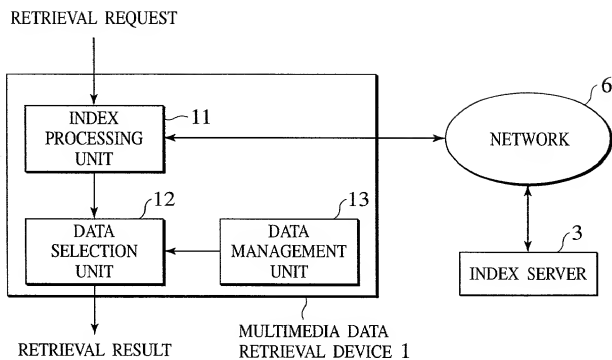 RETRIEVAL REQUEST
INDEX
PROCESSING
UNIT
11
6
NETWORK
12
DATA
SELECTION
UNIT
13
DATA
MANAGEMENT
UNIT
3
INDEX SERVER
RETRIEVAL RESULT
MULTIMEDIA DATA
RETRIEVAL DEVICE 1